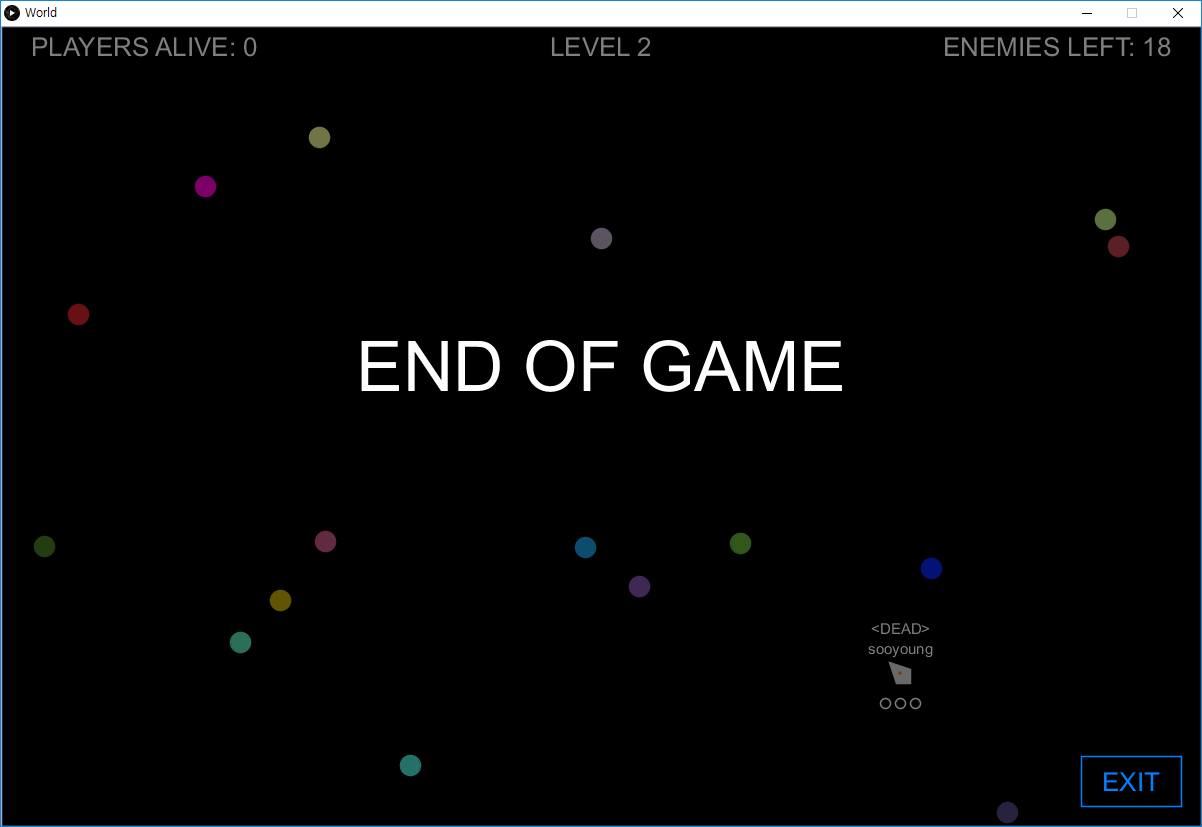 World
PLAYERS ALIVE: 0
LEVEL 2
ENEMIES LEFT: 18
END OF GAME
<DEAD>
sooyoung
EXIT